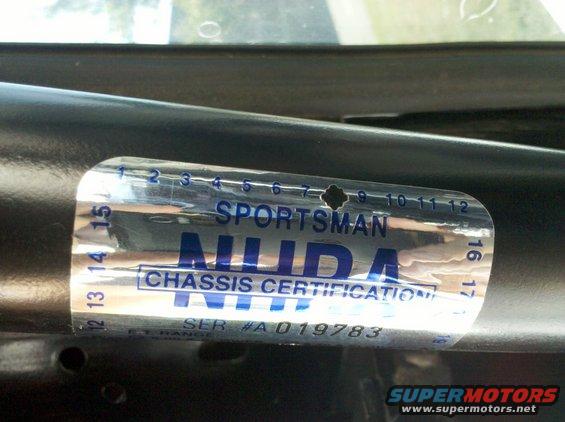 1 2 3 4 5 6 7 9 10 11 12
SPORTSMAN
NHRA
CHASSIS CERTIFICATION
SER #A 019783
E.T. RANGE
15
14
13
12
16
17
SUPERMOTORS
www.supermotors.net